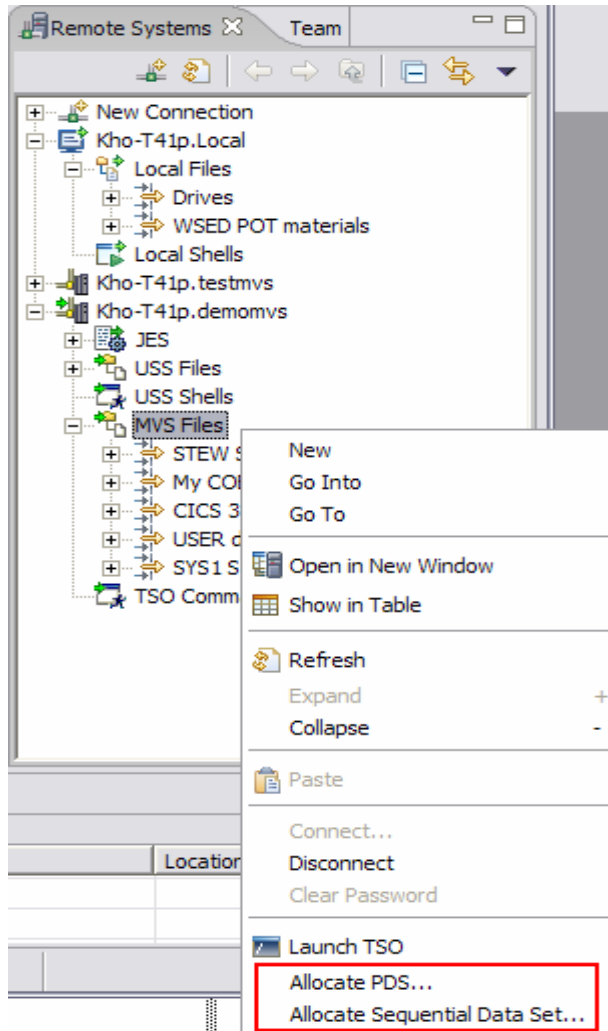 Remote Systems Team
New Connection
Kho-T41p.Local
Local Files
Drives
WSED POT materials
Local Shells
Kho-T41p.testmvs
Kho-T41p.demomvs
JES
USS Files
USS Shells
MVS Files
STEW S
My CO
CICS 3
USER d
SYS1 S
TSO Comm
New
Go Into
Go To
Open in New Window
Show in Table
Refresh
Expand +
Collapse -
Paste
Connect...
Disconnect
Clear Password
Location
Launch TSO
Allocate PDS...
Allocate Sequential Data Set...